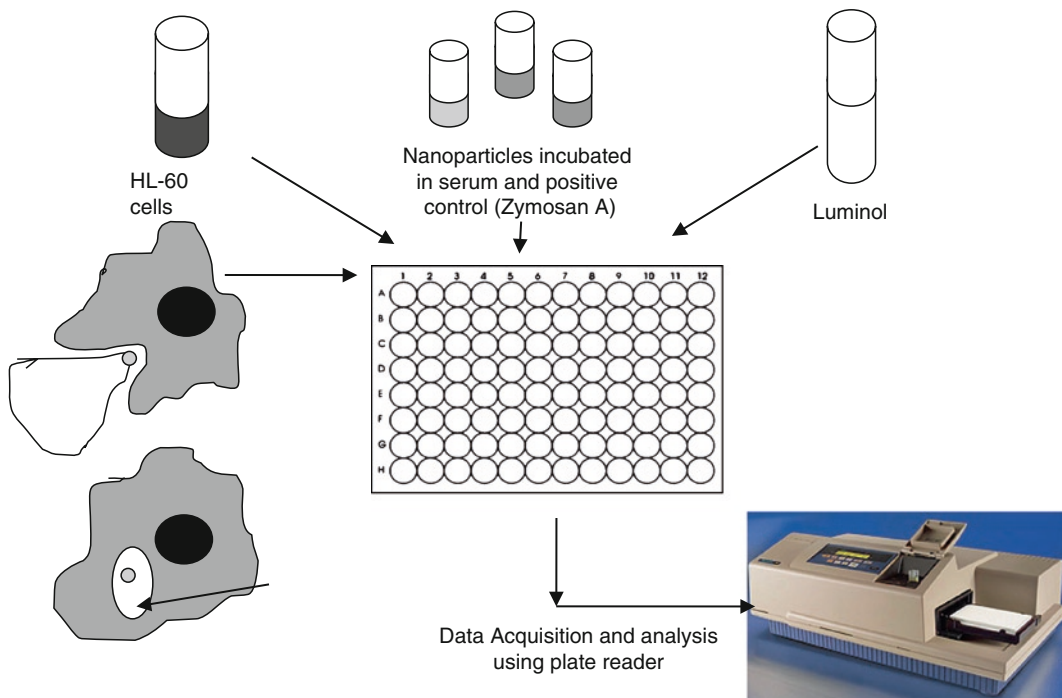 HL-60
cells
Nanoparticles incubated
in serum and positive
control (Zymosan A)
Luminol
1 2 3 4 5 6 7 8 9 10 11 12
A
B
C
D
E
F
G
H
Data Acquisition and analysis
using plate reader